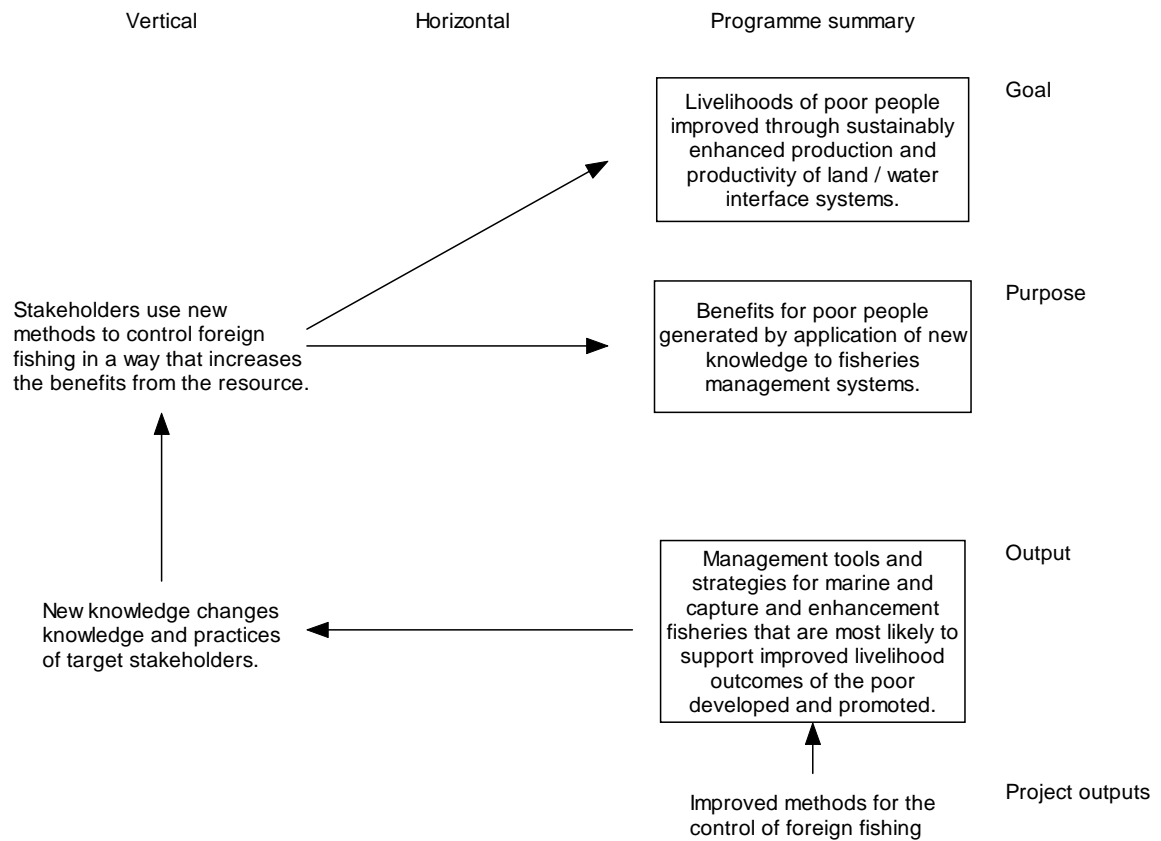 Vertical
Horizontal
Programme summary
Goal
Livelihoods of poor people
improved through sustainably
enhanced production and
productivity of land / water
interface systems.
Purpose
Stakeholders use new
methods to control foreign
fishing in a way that increases
the benefits from the resource.
Benefits for poor people
generated by application of new
knowledge to fisheries
management systems.
Output
New knowledge changes
knowledge and practices
of target stakeholders.
Management tools and
strategies for marine and
capture and enhancement
fisheries that are most likely to
support improved livelihood
outcomes of the poor
developed and promoted.
Project outputs
Improved methods for the
control of foreign fishing